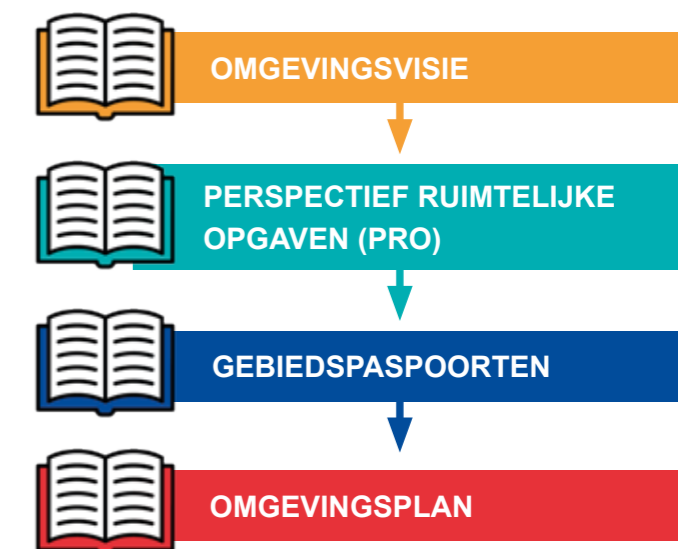 OMGEVINGSVISIE
PERSPECTIEF RUIMTELIJKE
OPGAVEN (PRO)
GEBIEDSPASPOORTEN
OMGEVINGSPLAN